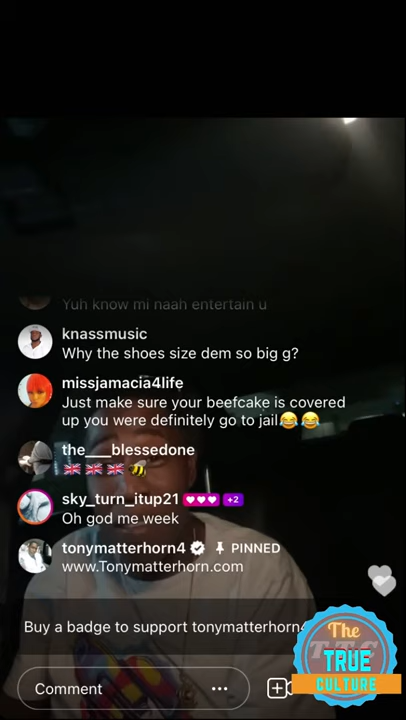 Yuh know mi naah entertain u
knassmusic
Why the shoes size dem so big g?
missjamacia4life
Just make sure your beefcake is covered
up you were definitely go to jail😂😂
the___blessedone
🇬🇧🇬🇧🇬🇧🐝
sky_turn_itup21 +2
Oh god me week
tonymatterhorn4 PINNED
www.Tonymatterhorn.com
Buy a badge to support tonymatterhorn4
Comment
The
TTC
TRUE
CULTURE